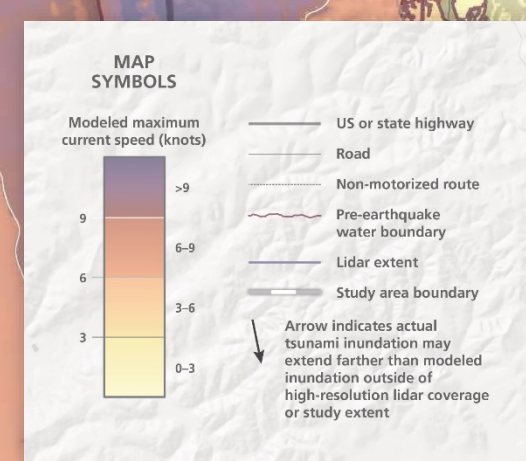 MAP
SYMBOLS
Modeled maximum
current speed (knots)
>9
9
6–9
6
3–6
3
0–3
US or state highway
Road
Non-motorized route
Pre-earthquake
water boundary
Lidar extent
Study area boundary
Arrow indicates actual
tsunami inundation may
extend farther than modeled
inundation outside of
high-resolution lidar coverage
or study extent